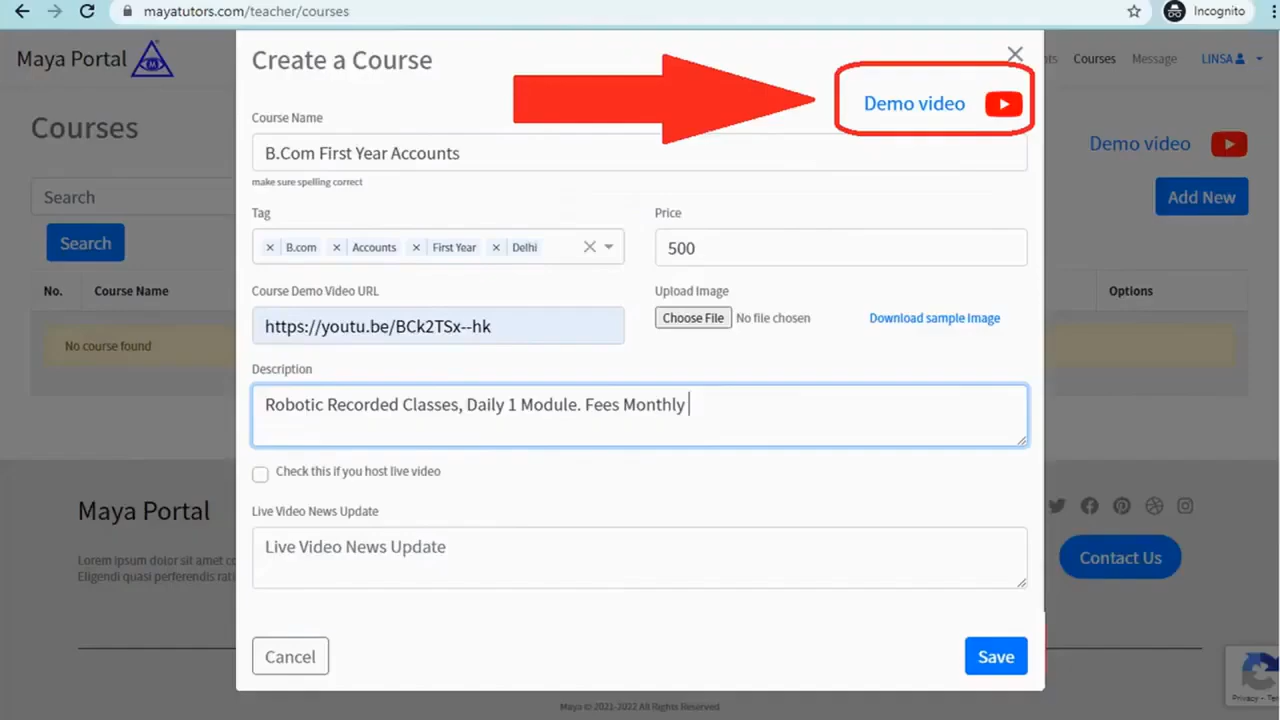 mayatutors.com/teacher/courses
Incognito
Maya Portal
Courses
Message
LINSA
Create a Course
Demo video
Courses
Demo video
Course Name
B.Com First Year Accounts
make sure spelling correct
Search
Add New
Tag
Price
B.com
Accounts
First Year
Delhi
500
Search
No.
Course Name
Options
Course Demo Video URL
Upload Image
https://youtu.be/BCk2TSx--hk
Choose File No file chosen
Download sample Image
No course found
Description
Robotic Recorded Classes, Daily 1 Module. Fees Monthly
Check this if you host live video
Maya Portal
Live Video News Update
Live Video News Update
Lorem ipsum dolor sit amet
Eligendi quasi perferendis
Contact Us
Cancel
Save
Maya © 2021-2022 All Rights Reserved